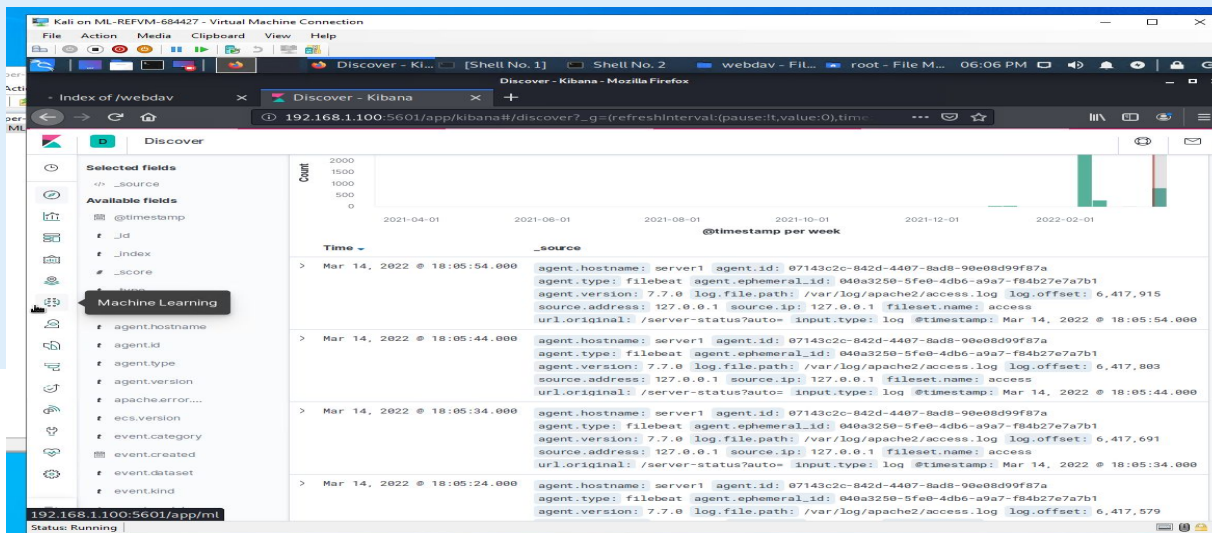 Kali on ML-REFVM-684427 - Virtual Machine Connection
File Action Media Clipboard View Help
Discover - Ki... [Shell No. 1] Shell No. 2 webdav - Fil... root - File M... 06:06 PM
Discover - Kibana - Mozilla Firefox
Index of /webdav × Discover - Kibana × +
192.168.1.100:5601/app/kibana#/discover?_g=(refreshInterval:(pause:!t,value:0),time
D Discover
Selected fields
_source
Available fields
@timestamp
t _id
t _index
# _score
Machine Learning
t agent.hostname
t agent.id
t agent.type
t agent.version
t apache.error....
t ecs.version
t event.category
event.created
t event.dataset
t event.kind
192.168.1.100:5601/app/ml
Status: Running
Count
2000
1500
1000
500
0
2021-04-01 2021-06-01 2021-08-01 2021-10-01 2021-12-01 2022-02-01
@timestamp per week
Time _source
> Mar 14, 2022 @ 18:05:54.000 agent.hostname: server1 agent.id: 07143c2c-842d-4407-8ad8-90e08d99f87a
agent.type: filebeat agent.ephemeral_id: 040a3250-5fe0-4db6-a9a7-f84b27e7a7b1
agent.version: 7.7.0 log.file.path: /var/log/apache2/access.log log.offset: 6,417,915
source.address: 127.0.0.1 source.ip: 127.0.0.1 fileset.name: access
url.original: /server-status?auto= input.type: log @timestamp: Mar 14, 2022 @ 18:05:54.000
> Mar 14, 2022 @ 18:05:44.000 agent.hostname: server1 agent.id: 07143c2c-842d-4407-8ad8-90e08d99f87a
agent.type: filebeat agent.ephemeral_id: 040a3250-5fe0-4db6-a9a7-f84b27e7a7b1
agent.version: 7.7.0 log.file.path: /var/log/apache2/access.log log.offset: 6,417,803
source.address: 127.0.0.1 source.ip: 127.0.0.1 fileset.name: access
url.original: /server-status?auto= input.type: log @timestamp: Mar 14, 2022 @ 18:05:44.000
> Mar 14, 2022 @ 18:05:34.000 agent.hostname: server1 agent.id: 07143c2c-842d-4407-8ad8-90e08d99f87a
agent.type: filebeat agent.ephemeral_id: 040a3250-5fe0-4db6-a9a7-f84b27e7a7b1
agent.version: 7.7.0 log.file.path: /var/log/apache2/access.log log.offset: 6,417,691
source.address: 127.0.0.1 source.ip: 127.0.0.1 fileset.name: access
url.original: /server-status?auto= input.type: log @timestamp: Mar 14, 2022 @ 18:05:34.000
> Mar 14, 2022 @ 18:05:24.000 agent.hostname: server1 agent.id: 07143c2c-842d-4407-8ad8-90e08d99f87a
agent.type: filebeat agent.ephemeral_id: 040a3250-5fe0-4db6-a9a7-f84b27e7a7b1
agent.version: 7.7.0 log.file.path: /var/log/apache2/access.log log.offset: 6,417,579